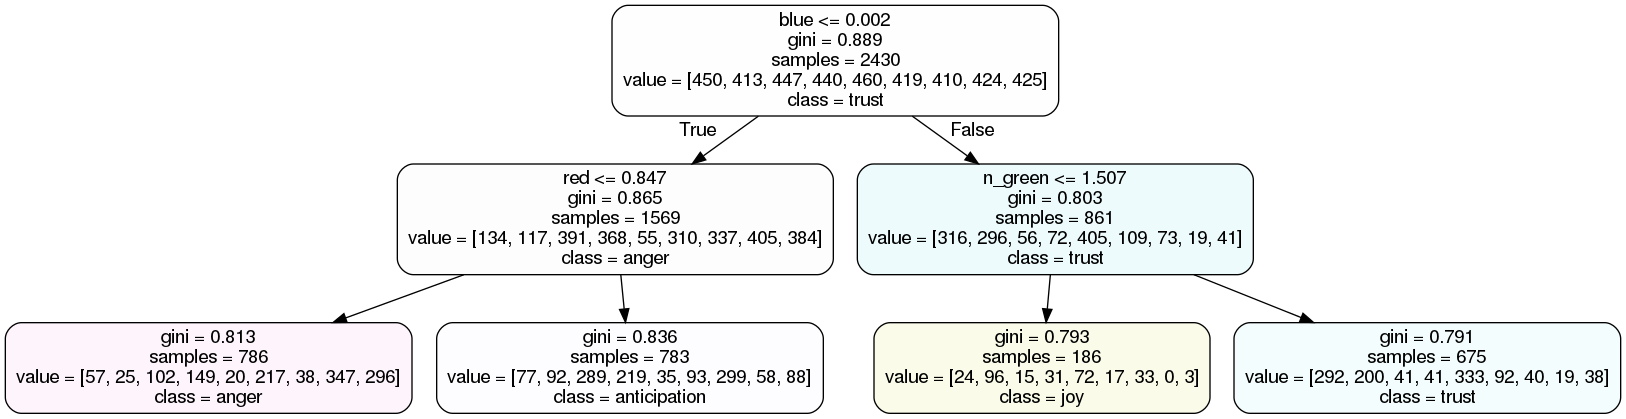 blue <= 0.002
gini = 0.889
samples = 2430
value = [450, 413, 447, 440, 460, 419, 410, 424, 425]
class = trust
True
False
red <= 0.847
gini = 0.865
samples = 1569
value = [134, 117, 391, 368, 55, 310, 337, 405, 384]
class = anger
n_green <= 1.507
gini = 0.803
samples = 861
value = [316, 296, 56, 72, 405, 109, 73, 19, 41]
class = trust
gini = 0.813
samples = 786
value = [57, 25, 102, 149, 20, 217, 38, 347, 296]
class = anger
gini = 0.836
samples = 783
value = [77, 92, 289, 219, 35, 93, 299, 58, 88]
class = anticipation
gini = 0.793
samples = 186
value = [24, 96, 15, 31, 72, 17, 33, 0, 3]
class = joy
gini = 0.791
samples = 675
value = [292, 200, 41, 41, 333, 92, 40, 19, 38]
class = trust